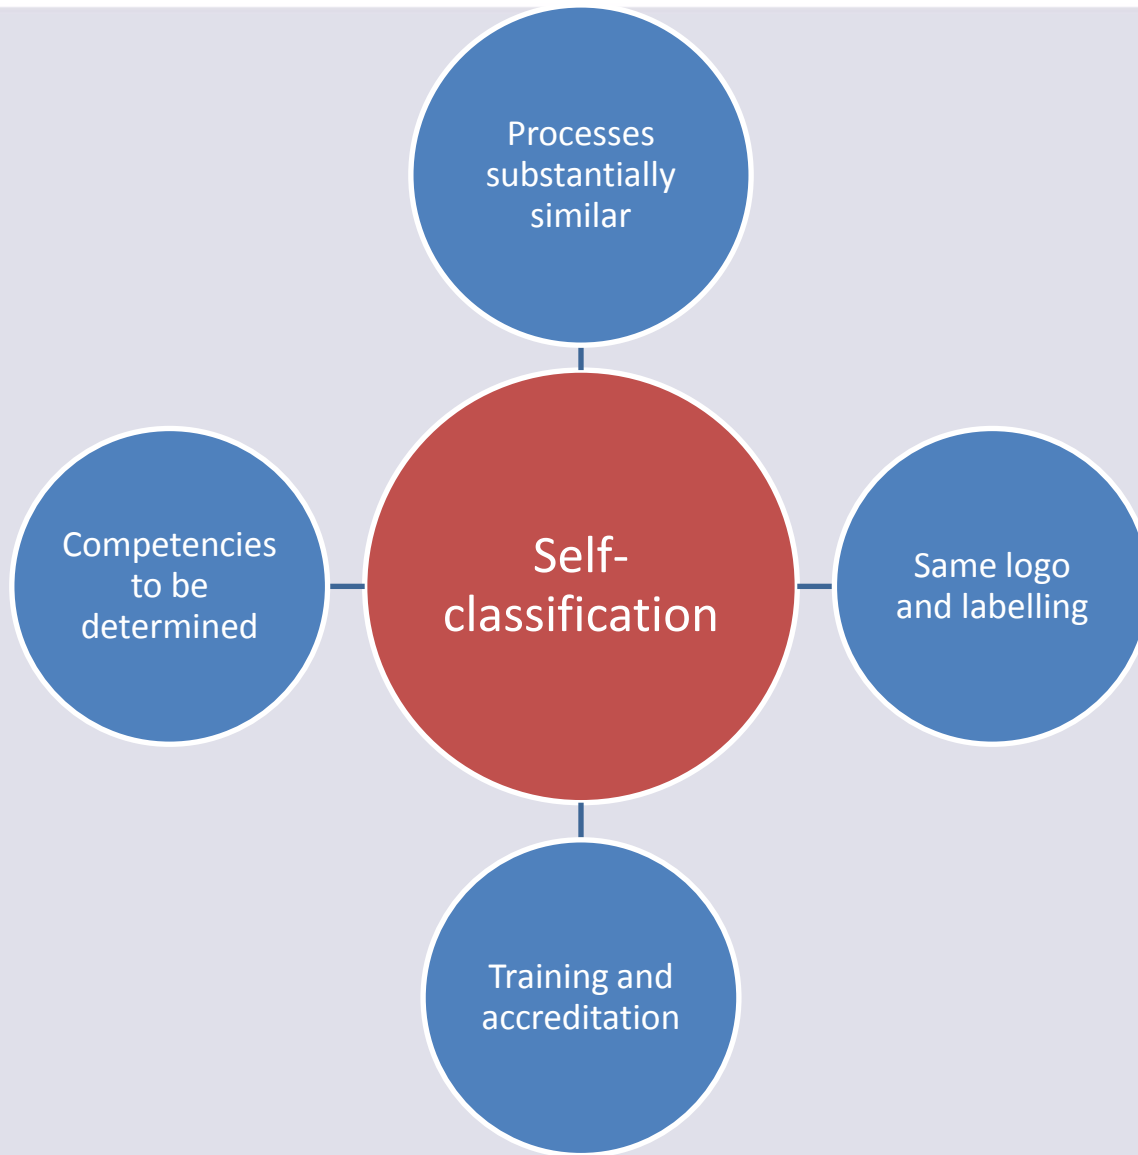 Processes
substantially
similar
Competencies
to be
determined
Self-
classification
Same logo
and labelling
Training and
accreditation